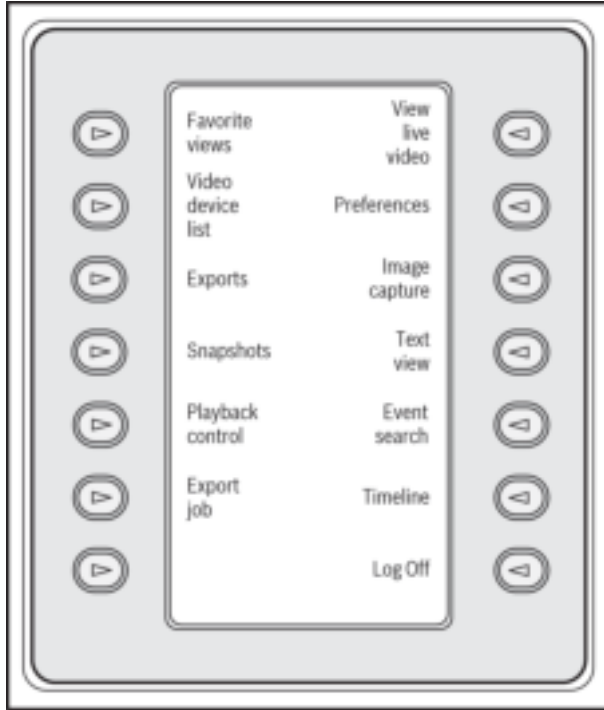 Favorite
views
View
live
video
Video
device
list
Preferences
Exports
Image
capture
Snapshots
Text
view
Playback
control
Event
search
Export
job
Timeline
Log Off